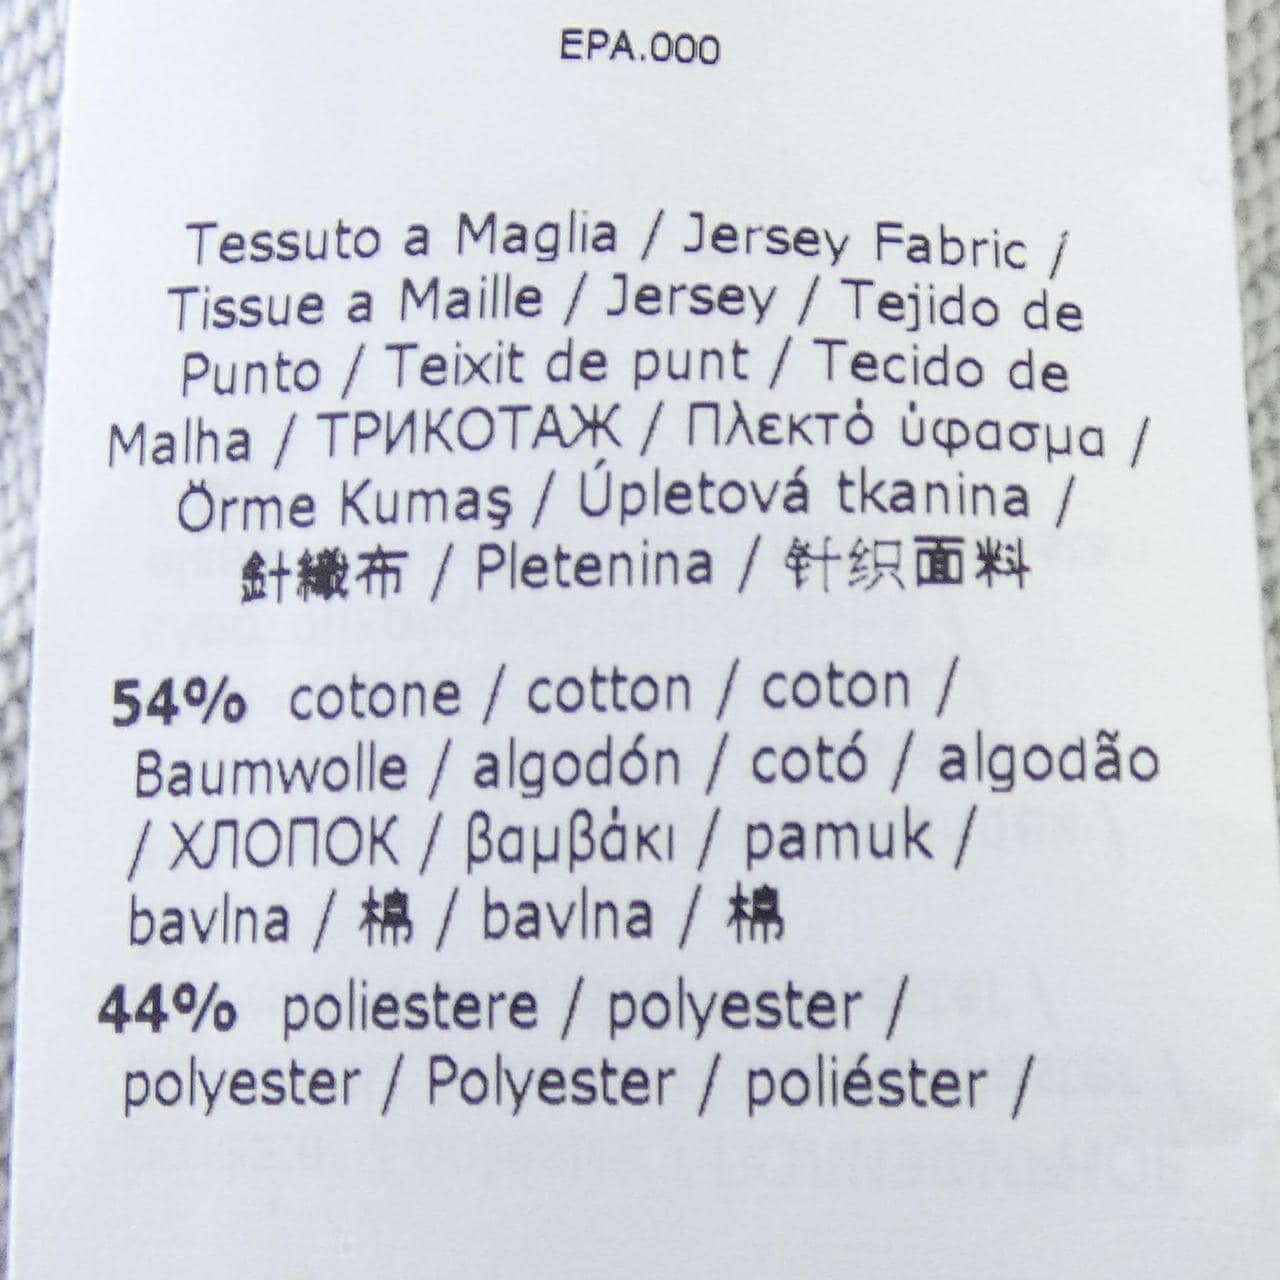 EPA.000
Tessuto a Maglia / Jersey Fabric /
Tissue a Maille / Jersey / Tejido de
Punto / Teixit de punt / Tecido de
Malha / ТРИКОТАЖ / Πλεκτό ύφασμα /
Örme Kumaş / Úpletová tkanina /
針織布 / Pletenina / 针织面料
54% cotone / cotton / coton /
Baumwolle / algodón / cotó / algodão
/ ХЛОПОК / βαμβάκι / pamuk /
bavlna / 棉 / bavlna / 棉
44% poliestere / polyester /
polyester / Polyester / poliéster /